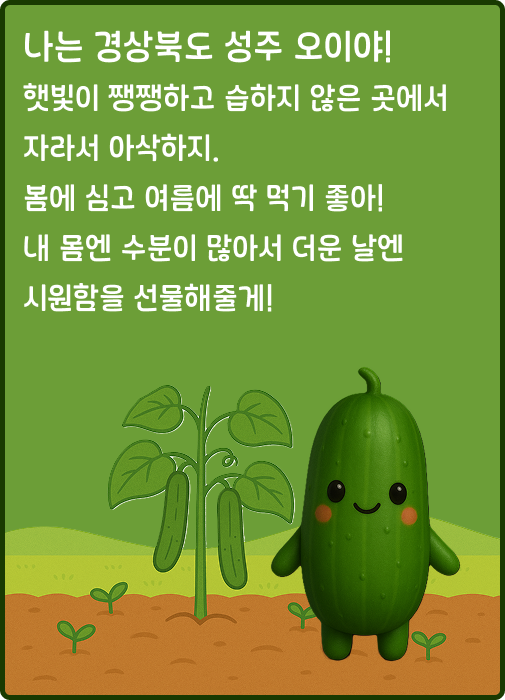 나는 경상북도 성주 오이야!
햇빛이 쨍쨍하고 습하지 않은 곳에서
자라서 아삭하지.
봄에 심고 여름에 딱 먹기 좋아!
내 몸엔 수분이 많아서 더운 날엔
시원함을 선물해줄게!